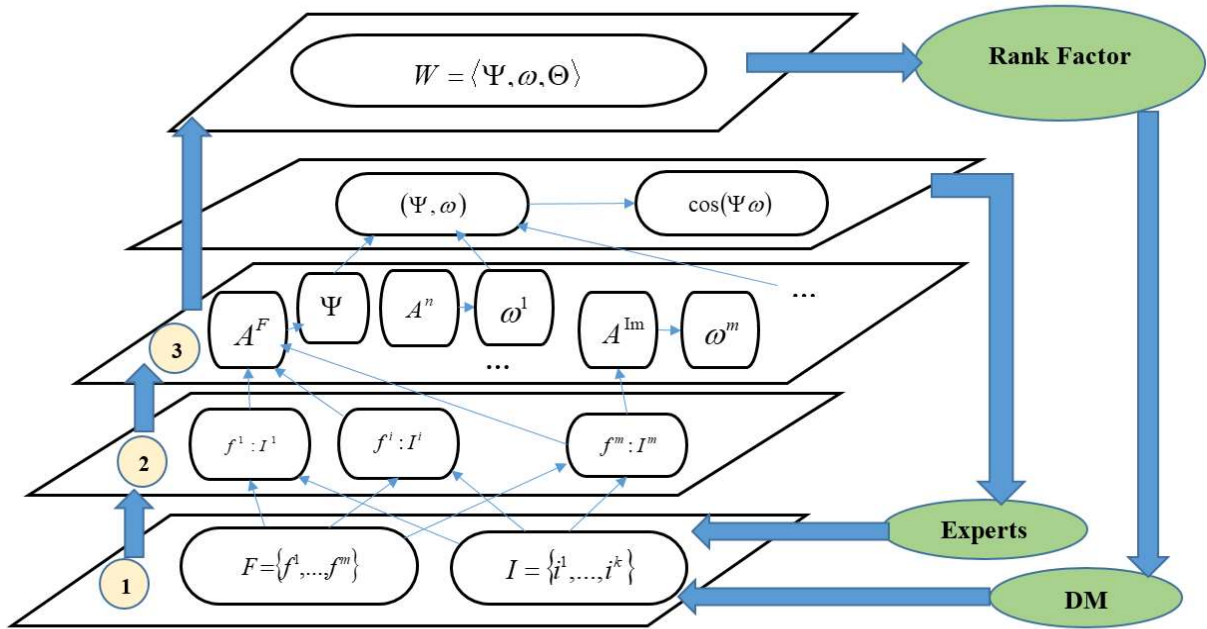 W = ⟨Ψ, ω, Θ⟩
Rank Factor
(Ψ, ω)
cos(Ψω)
A^F
Ψ
A^n
ω^1
...
A^Im
ω^m
...
3
f^1 : I^1
f^i : I^i
f^m : I^m
2
Experts
F={f^1,...,f^m}
I = {i^1,...,i^k}
1
DM